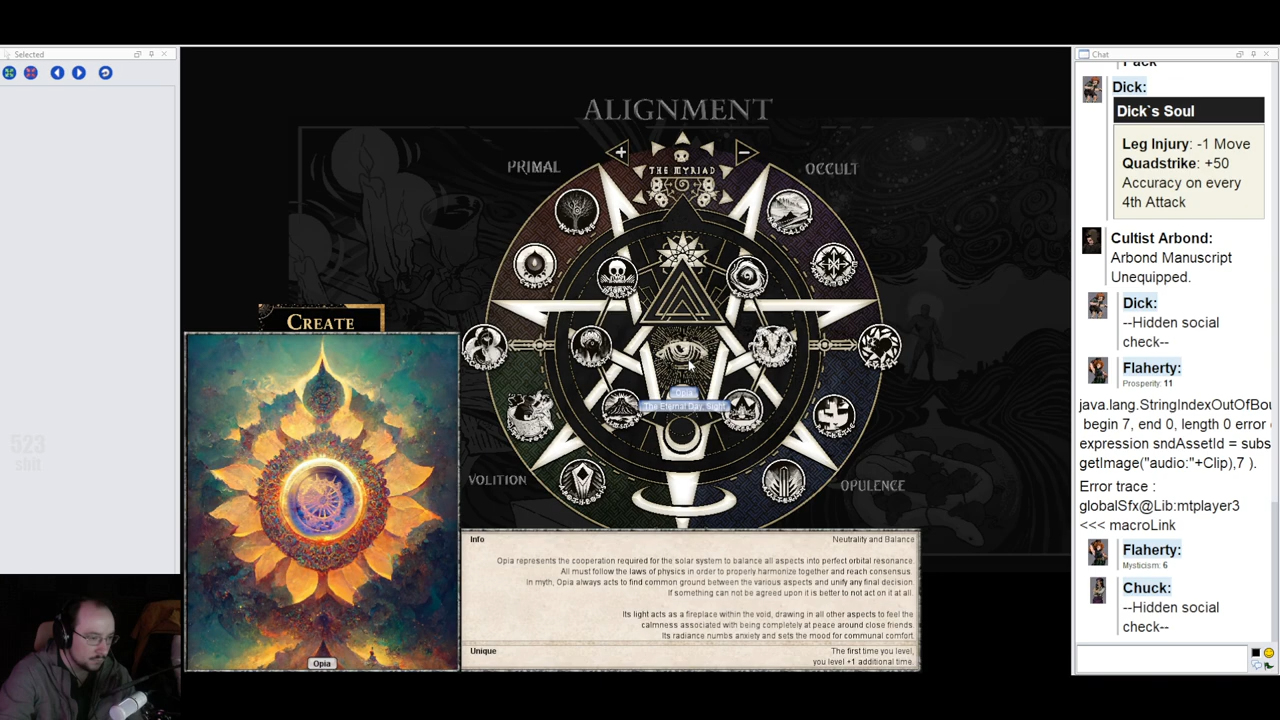 Selected
523
shil
ALIGNMENT
PRIMAL
OCCULT
THE MYRIAD
VOLITION
OPULENCE
CREATE
Opia
The Eternal Day, Sight
Opia
Info
Neutrality and Balance
Opia represents the cooperation required for the solar system to balance all aspects into perfect orbital resonance.
All must follow the laws of physics in order to properly harmonize together and reach consensus.
In myth, Opia always acts to find common ground between the various aspects and unify any final decision.
If something can not be agreed upon it is better to not act on it at all.
Its light acts as a fireplace within the void, drawing in all other aspects to feel the
calmness associated with being completely at peace around close friends.
Its radiance numbs anxiety and sets the mood for communal comfort.
Unique
The first time you level,
you level +1 additional time.
Chat
Pack
Dick:
Dick`s Soul
Leg Injury: -1 Move
Quadstrike: +50
Accuracy on every
4th Attack
Cultist Arbond:
Arbond Manuscript
Unequipped.
Dick:
--Hidden social
check--
Flaherty:
Prosperity: 11
java.lang.StringIndexOutOfBou
begin 7, end 0, length 0 error
expression sndAssetId = subs
getImage("audio:"+Clip),7 ).
Error trace :
globalSfx@Lib:mtplayer3
<<< macroLink
Flaherty:
Mysticism: 6
Chuck:
--Hidden social
check--